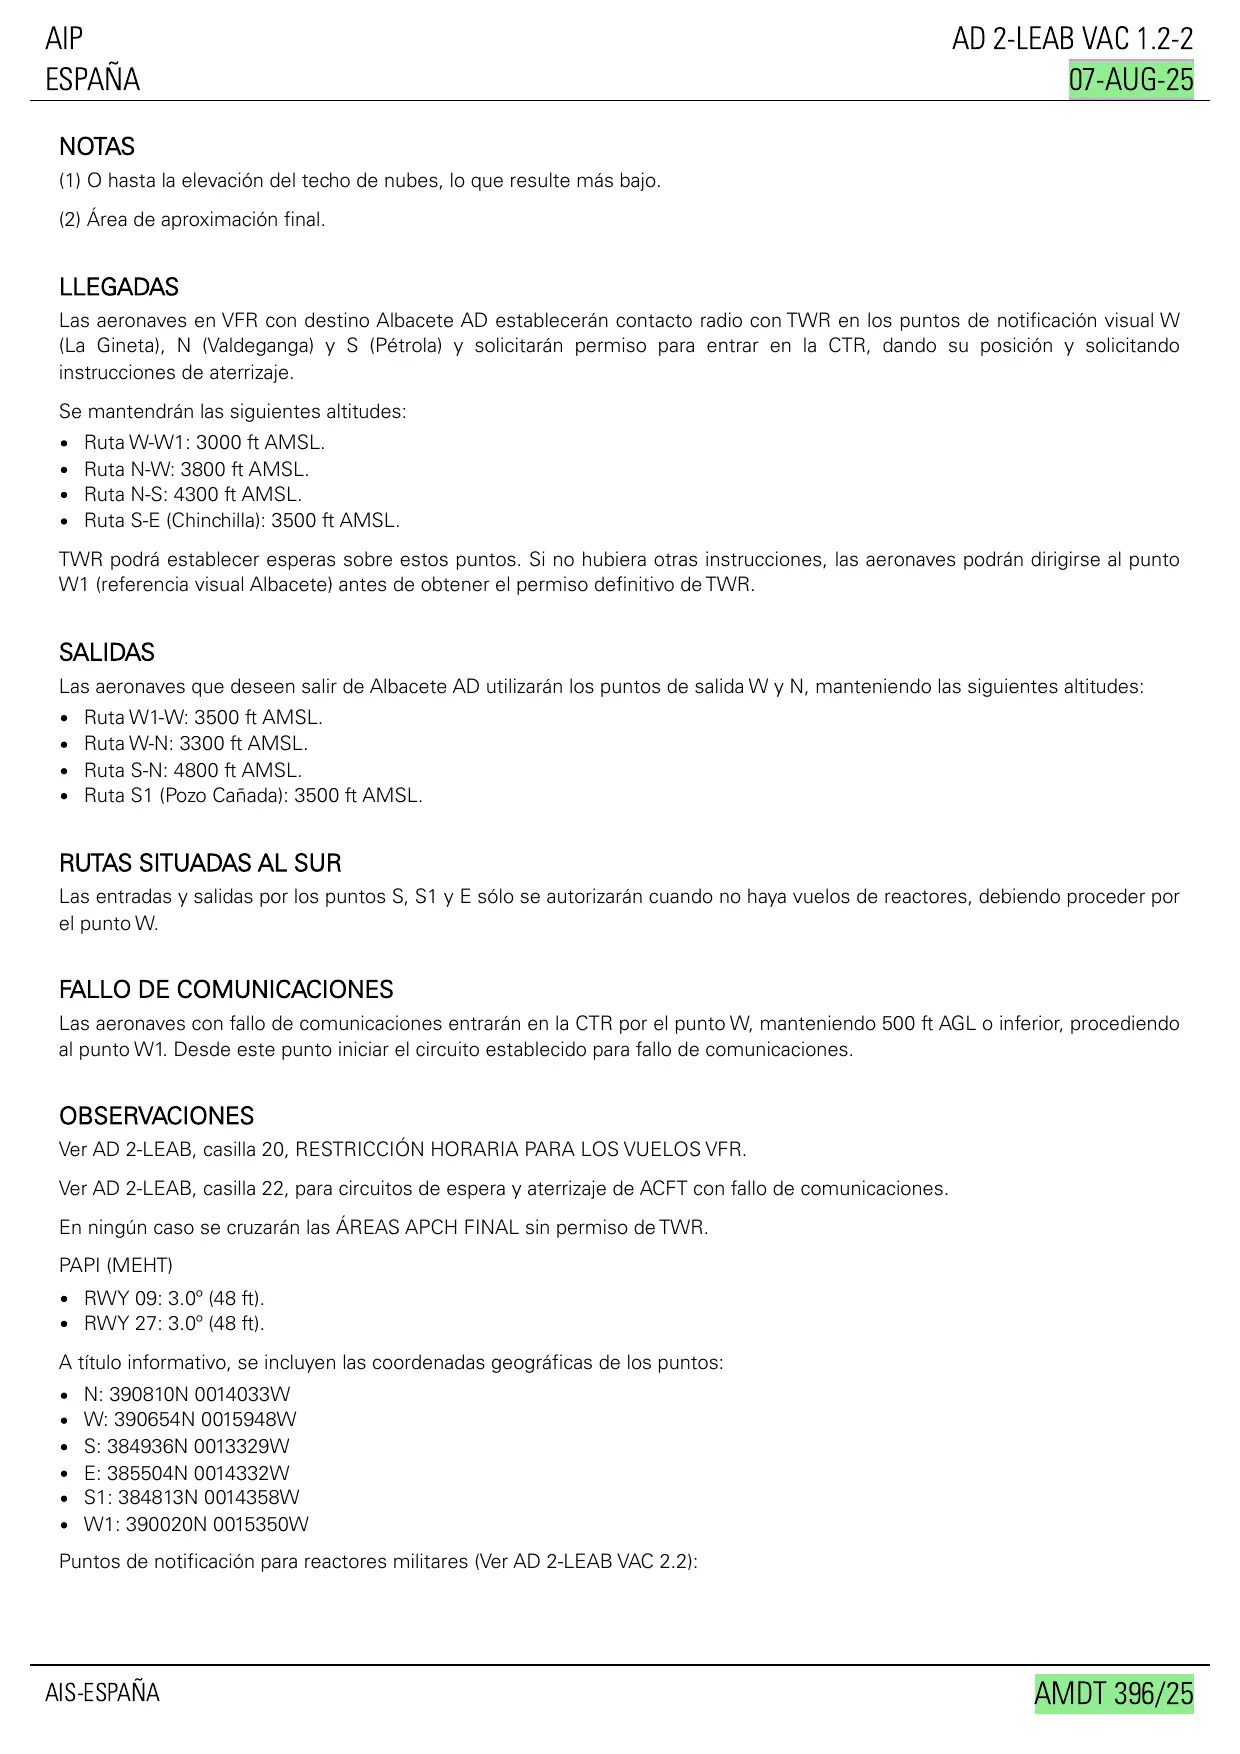 AIP
AD 2-LEAB VAC 1.2-2
ESPAÑA
07-AUG-25
NOTAS
(1) O hasta la elevación del techo de nubes, lo que resulte más bajo.
(2) Área de aproximación final.
LLEGADAS
Las aeronaves en VFR con destino Albacete AD establecerán contacto radio con TWR en los puntos de notificación visual W
(La Gineta), N (Valdeganga) y S (Pétrola) y solicitarán permiso para entrar en la CTR, dando su posición y solicitando
instrucciones de aterrizaje.
Se mantendrán las siguientes altitudes:
• Ruta W-W1: 3000 ft AMSL.
• Ruta N-W: 3800 ft AMSL.
• Ruta N-S: 4300 ft AMSL.
• Ruta S-E (Chinchilla): 3500 ft AMSL.
TWR podrá establecer esperas sobre estos puntos. Si no hubiera otras instrucciones, las aeronaves podrán dirigirse al punto
W1 (referencia visual Albacete) antes de obtener el permiso definitivo de TWR.
SALIDAS
Las aeronaves que deseen salir de Albacete AD utilizarán los puntos de salida W y N, manteniendo las siguientes altitudes:
• Ruta W1-W: 3500 ft AMSL.
• Ruta W-N: 3300 ft AMSL.
• Ruta S-N: 4800 ft AMSL.
• Ruta S1 (Pozo Cañada): 3500 ft AMSL.
RUTAS SITUADAS AL SUR
Las entradas y salidas por los puntos S, S1 y E sólo se autorizarán cuando no haya vuelos de reactores, debiendo proceder por
el punto W.
FALLO DE COMUNICACIONES
Las aeronaves con fallo de comunicaciones entrarán en la CTR por el punto W, manteniendo 500 ft AGL o inferior, procediendo
al punto W1. Desde este punto iniciar el circuito establecido para fallo de comunicaciones.
OBSERVACIONES
Ver AD 2-LEAB, casilla 20, RESTRICCIÓN HORARIA PARA LOS VUELOS VFR.
Ver AD 2-LEAB, casilla 22, para circuitos de espera y aterrizaje de ACFT con fallo de comunicaciones.
En ningún caso se cruzarán las ÁREAS APCH FINAL sin permiso de TWR.
PAPI (MEHT)
• RWY 09: 3.0º (48 ft).
• RWY 27: 3.0º (48 ft).
A título informativo, se incluyen las coordenadas geográficas de los puntos:
• N: 390810N 0014033W
• W: 390654N 0015948W
• S: 384936N 0013329W
• E: 385504N 0014332W
• S1: 384813N 0014358W
• W1: 390020N 0015350W
Puntos de notificación para reactores militares (Ver AD 2-LEAB VAC 2.2):
AIS-ESPAÑA
AMDT 396/25